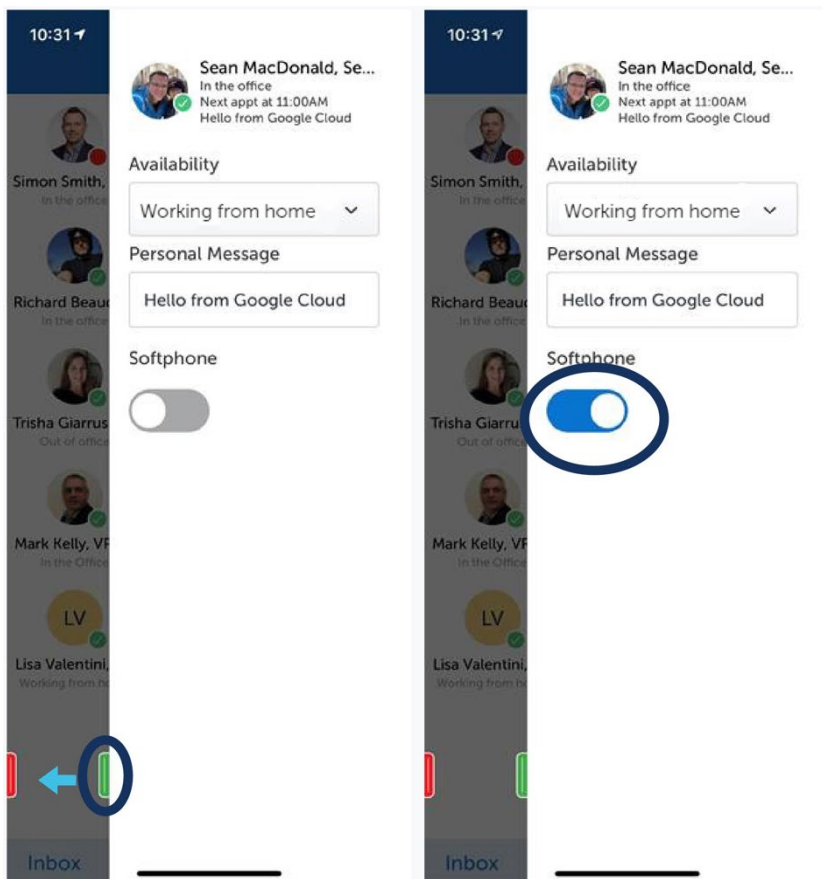 10:31
Sean MacDonald, Se...
In the office
Next appt at 11:00AM
Hello from Google Cloud
Availability
Working from home
Personal Message
Hello from Google Cloud
Softphone
Simon Smith,
In the office
Richard Beau
In the office
Trisha Giarrus
Out of office
Mark Kelly, VP
In the Office
LV
Lisa Valentini,
Working from ho
Inbox
10:31
Sean MacDonald, Se...
In the office
Next appt at 11:00AM
Hello from Google Cloud
Availability
Working from home
Personal Message
Hello from Google Cloud
Softphone
Simon Smith,
In the office
Richard Beau
In the office
Trisha Giarru
Out of office
Mark Kelly, VP
In the Office
LV
Lisa Valentini,
Working from ho
Inbox